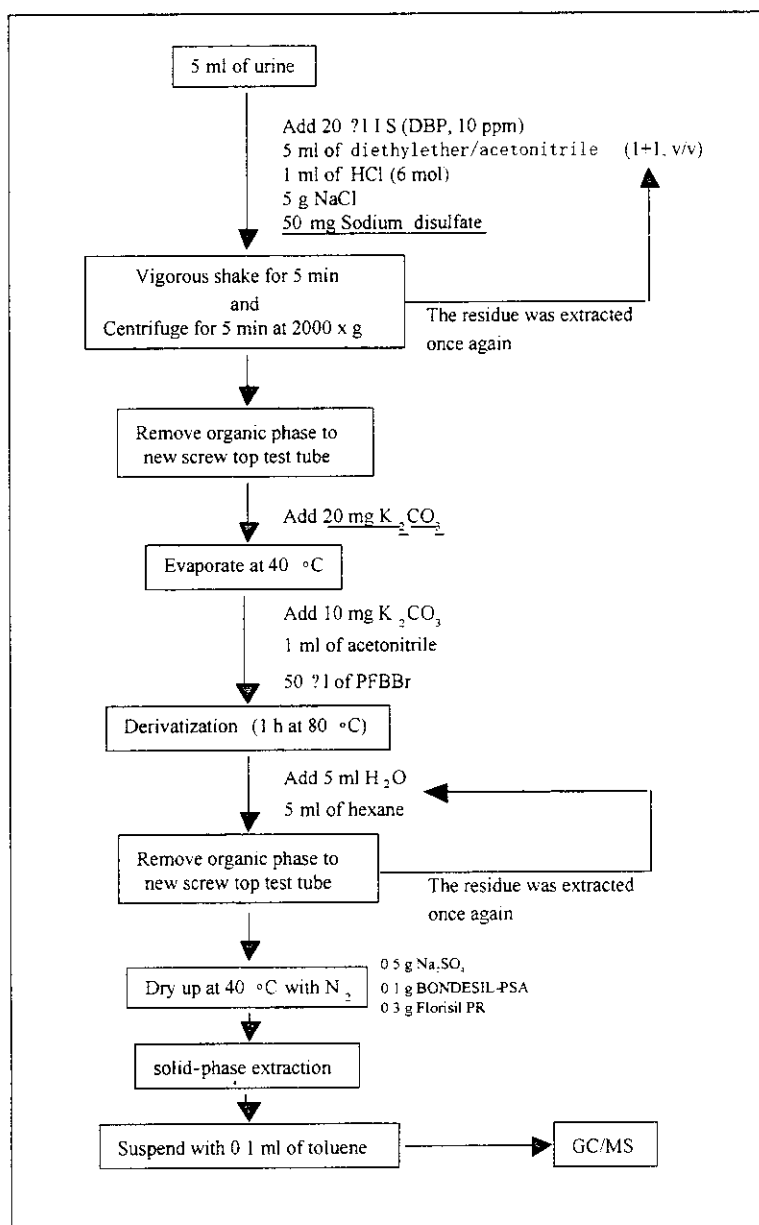 5 ml of urine
Add 20 ?l I S (DBP, 10 ppm)
5 ml of diethylether/acetonitrile (1+1, v/v)
1 ml of HCl (6 mol)
5 g NaCl
50 mg Sodium disulfate
Vigorous shake for 5 min
and
Centrifuge for 5 min at 2000 x g
The residue was extracted
once again
Remove organic phase to
new screw top test tube
Add 20 mg K2CO3
Evaporate at 40 °C
Add 10 mg K2CO3
1 ml of acetonitrile
50 ?l of PFBBr
Derivatization (1 h at 80 °C)
Add 5 ml H2O
5 ml of hexane
Remove organic phase to
new screw top test tube
The residue was extracted
once again
Dry up at 40 °C with N2
0 5 g Na2SO4
0 1 g BONDESIL-PSA
0 3 g Florisil PR
solid-phase extraction
Suspend with 0 1 ml of toluene
GC/MS